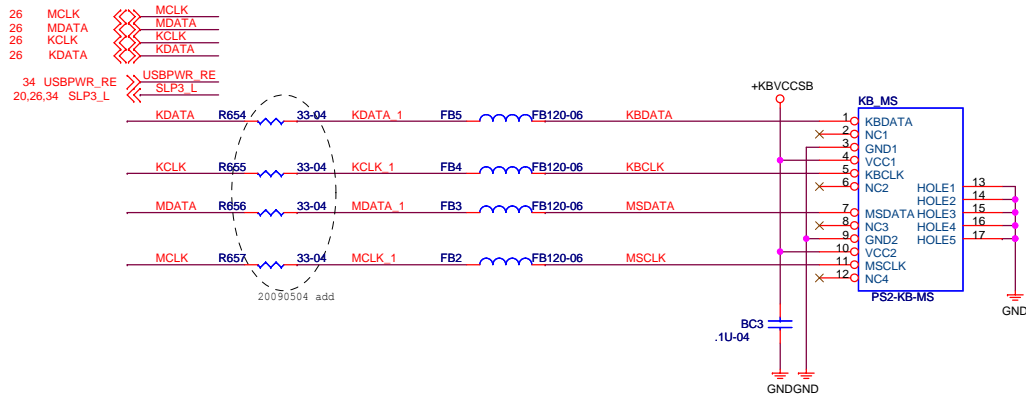 26 MCLK MCLK
26 MDATA MDATA
26 KCLK KCLK
26 KDATA KDATA
34 USBPWR_RE USBPWR_RE
20,26,34 SLP3_L SLP3_L
+KBVCCSB
KB_MS
KDATA R654 33-04 KDATA_1 FB5 FB120-06 KBDATA 1 KBDATA
2 NC1
3 GND1
4 VCC1
KCLK R655 33-04 KCLK_1 FB4 FB120-06 KBCLK 5 KBCLK
6 NC2 HOLE1 13
HOLE2 14
MDATA R656 33-04 MDATA_1 FB3 FB120-06 MSDATA 7 MSDATA HOLE3 15
8 NC3 HOLE4 16
9 GND2 HOLE5 17
10 VCC2
MCLK R657 33-04 MCLK_1 FB2 FB120-06 MSCLK 11 MSCLK
12 NC4
20090504 add
PS2-KB-MS
GND
BC3
.1U-04
GND GND